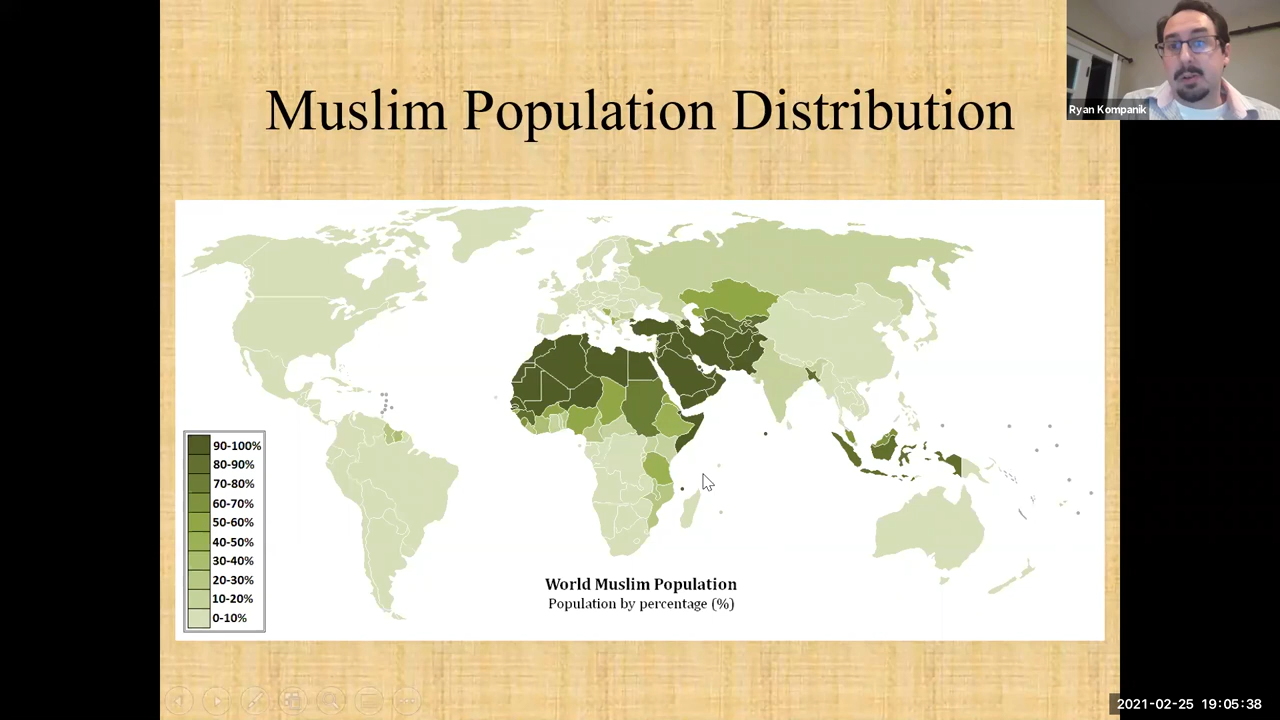 Muslim Population Distribution
Ryan Kompanik
90-100%
80-90%
70-80%
60-70%
50-60%
40-50%
30-40%
20-30%
10-20%
0-10%
World Muslim Population
Population by percentage (%)
2021-02-25 19:05:38